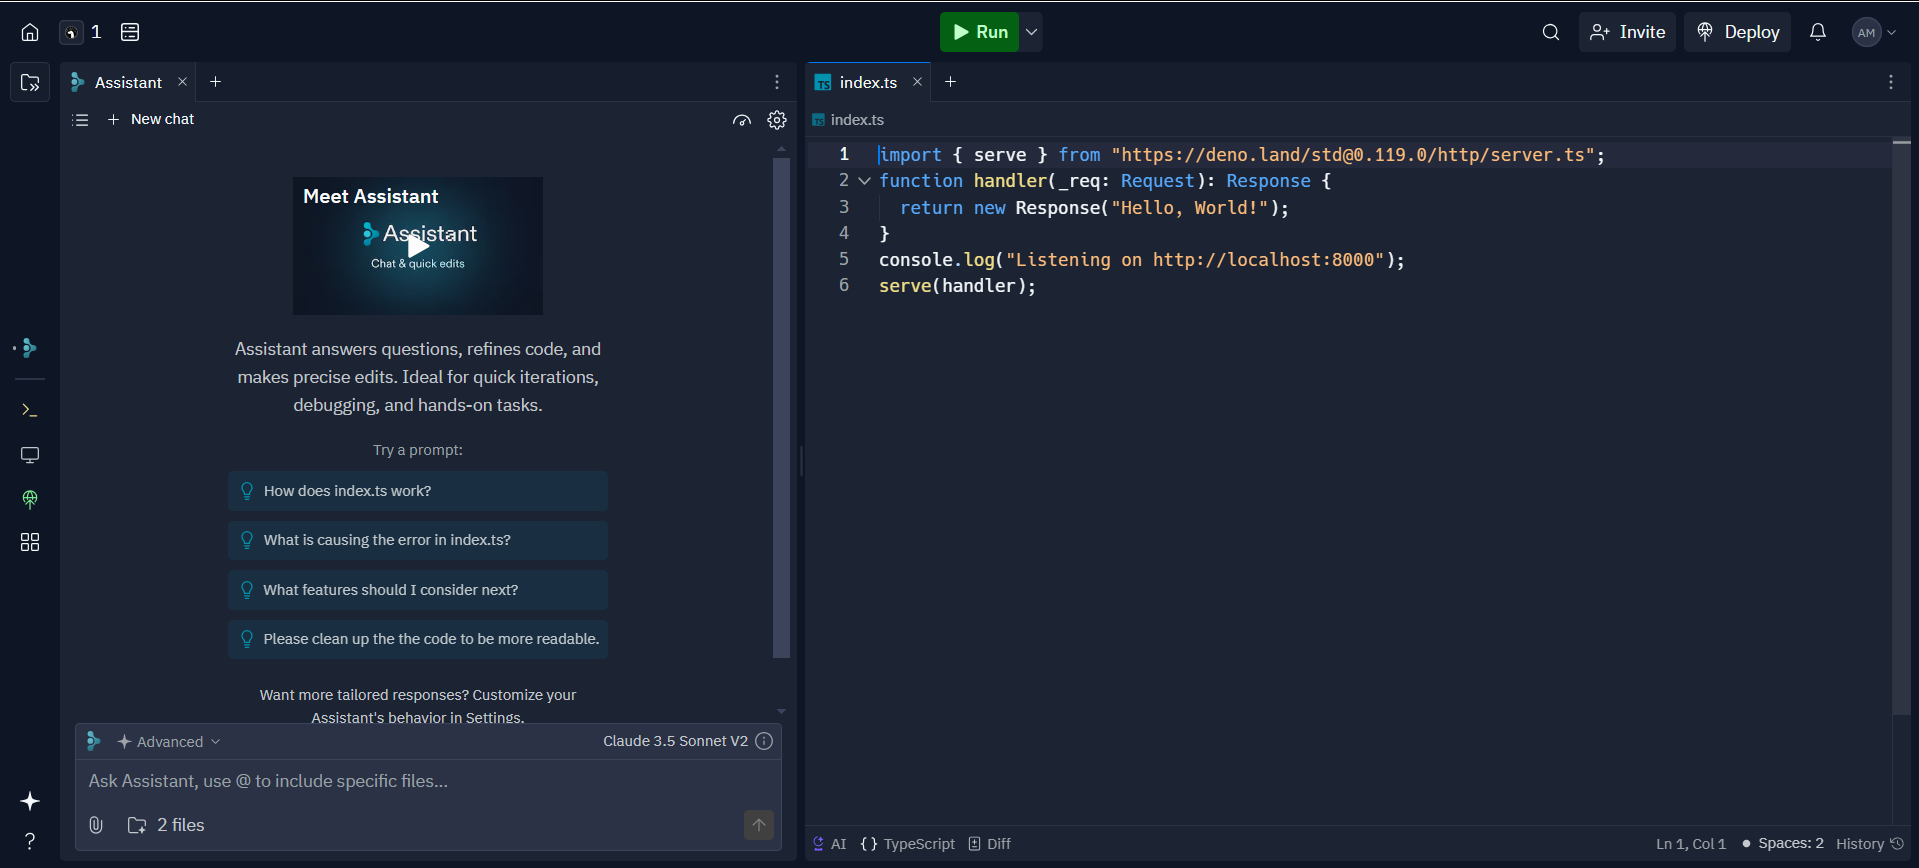 1
Run
Invite
Deploy
AM
Assistant
New chat
Meet Assistant
Assistant
Chat & quick edits
Assistant answers questions, refines code, and
makes precise edits. Ideal for quick iterations,
debugging, and hands-on tasks.
Try a prompt:
How does index.ts work?
What is causing the error in index.ts?
What features should I consider next?
Please clean up the the code to be more readable.
Want more tailored responses? Customize your
Assistant's behavior in Settings.
Advanced
Claude 3.5 Sonnet V2
Ask Assistant, use @ to include specific files...
2 files
TS index.ts
TS index.ts
1 import { serve } from "https://deno.land/std@0.119.0/http/server.ts";
2 function handler(_req: Request): Response {
3 return new Response("Hello, World!");
4 }
5 console.log("Listening on http://localhost:8000");
6 serve(handler);
AI {} TypeScript Diff
Ln 1, Col 1 • Spaces: 2 History